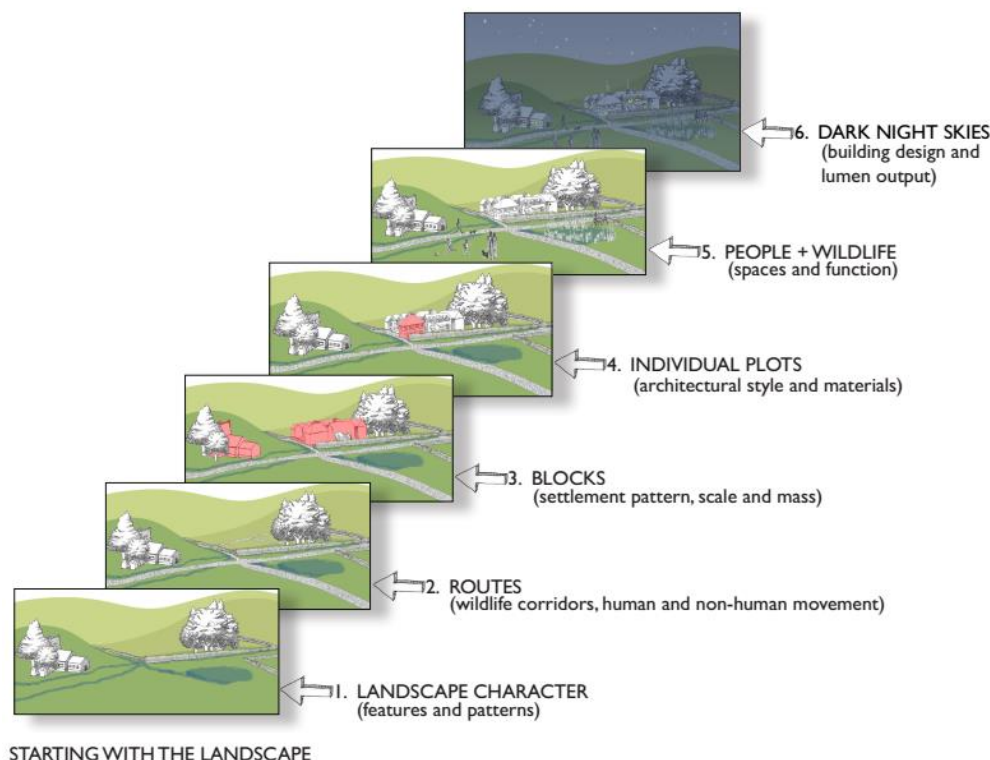 6. DARK NIGHT SKIES
(building design and
lumen output)
5. PEOPLE + WILDLIFE
(spaces and function)
4. INDIVIDUAL PLOTS
(architectural style and materials)
3. BLOCKS
(settlement pattern, scale and mass)
2. ROUTES
(wildlife corridors, human and non-human movement)
1. LANDSCAPE CHARACTER
(features and patterns)
STARTING WITH THE LANDSCAPE